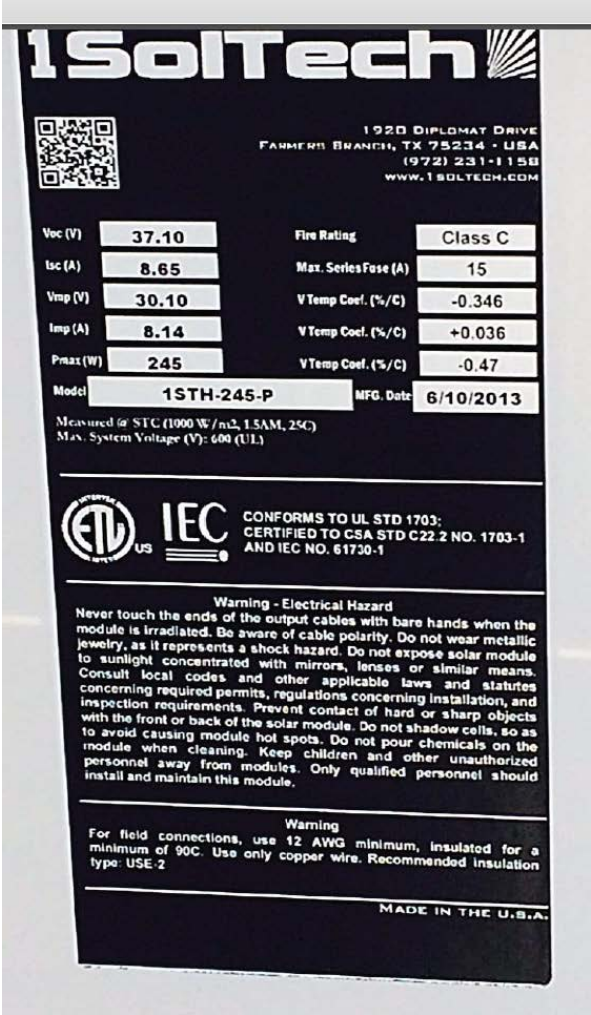 1SolTech
1920 DIPLOMAT DRIVE
FARMERS BRANCH, TX 75234 - USA
(972) 231-1158
WWW.1SOLTECH.COM
Voc (V) 37.10 Fire Rating Class C
Isc (A) 8.65 Max. Series Fuse (A) 15
Vmp (V) 30.10 V Temp Coef. (%/C) -0.346
Imp (A) 8.14 V Temp Coef. (%/C) +0.036
Pmax (W) 245 V Temp Coef. (%/C) -0.47
Model 1STH-245-P MFG. Date 6/10/2013
Measured @ STC (1000 W/m2, 1.5AM, 25C)
Max. System Voltage (V): 600 (UL)
INTERTEK
ETL US IEC
CONFORMS TO UL STD 1703;
CERTIFIED TO CSA STD C22.2 NO. 1703-1
AND IEC NO. 61730-1
Warning - Electrical Hazard
Never touch the ends of the output cables with bare hands when the
module is irradiated. Be aware of cable polarity. Do not wear metallic
jewelry, as it represents a shock hazard. Do not expose solar module
to sunlight concentrated with mirrors, lenses or similar means.
Consult local codes and other applicable laws and statutes
concerning required permits, regulations concerning installation, and
inspection requirements. Prevent contact of hard or sharp objects
with the front or back of the solar module. Do not shadow cells, so as
to avoid causing module hot spots. Do not pour chemicals on the
module when cleaning. Keep children and other unauthorized
personnel away from modules. Only qualified personnel should
install and maintain this module.
Warning
For field connections, use 12 AWG minimum, insulated for a
minimum of 90C. Use only copper wire. Recommended insulation
type: USE-2
MADE IN THE U.S.A.